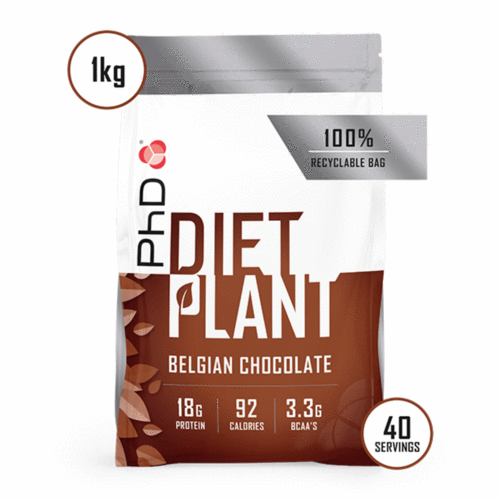 1kg
100%
RECYCLABLE BAG
PhD®
DIET
PLANT
BELGIAN CHOCOLATE
18G 92 3.3G
PROTEIN CALORIES BCAA'S
40
SERVINGS